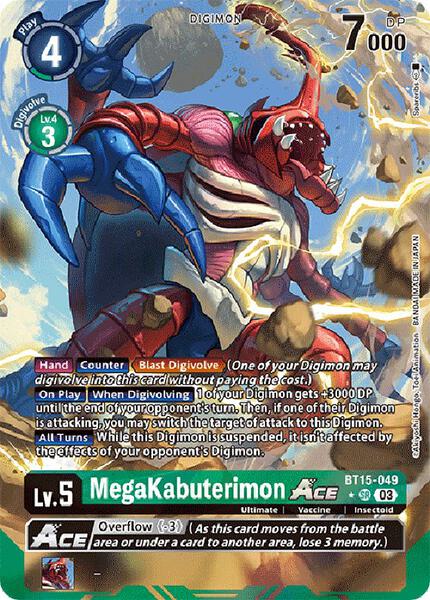 Play
4
DIGIMON
DP
7000
Digivolve
Lv.4
3
Spareribs
Hand Counter Blast Digivolve (One of your Digimon may
digivolve into this card without paying the cost.)
On Play When Digivolving 1 of your Digimon gets +3000 DP
until the end of your opponent's turn. Then, if one of their Digimon
is attacking, you may switch the target of attack to this Digimon.
All Turns While this Digimon is suspended, it isn't affected by
the effects of your opponent's Digimon.
©Akiyoshi Hongo, Toei Animation BANDAI MADE IN JAPAN
Lv.5
MegaKabuterimon ACE
BT15-049
SR 03
Ultimate | Vaccine | Insectoid
ACE
Overflow 《-3》 (As this card moves from the battle
area or under a card to another area, lose 3 memory.)
-